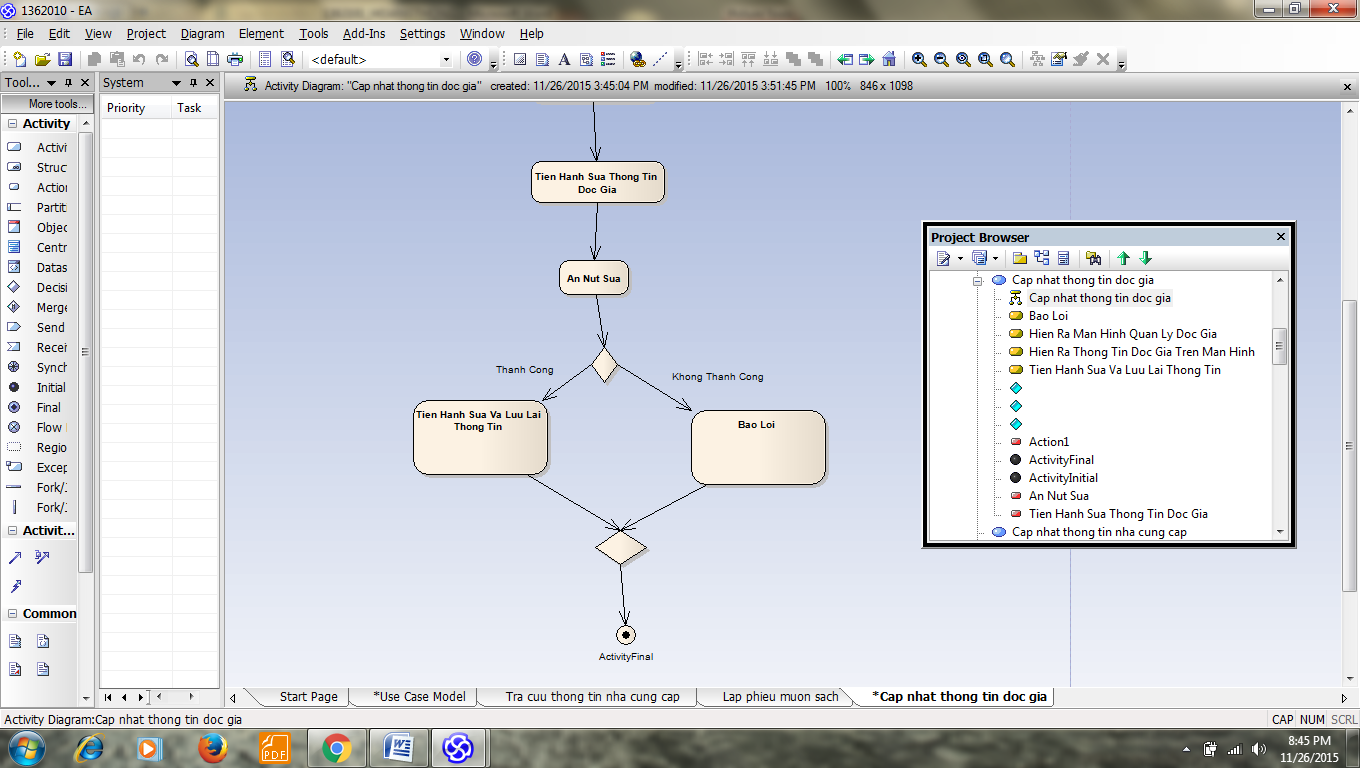 1362010 - EA
File Edit View Project Diagram Element Tools Add-Ins Settings Window Help
<default>
Tool...
System
Activity Diagram: "Cap nhat thong tin doc gia" created: 11/26/2015 3:45:04 PM modified: 11/26/2015 3:51:45 PM 100% 846 x 1098
More tools...
Priority Task
Activity
Activi
Struc
Action
Partit
Objec
Centr
Datas
Decisi
Merge
Send
Recei
Synch
Initial
Final
Flow
Regio
Excep
Fork/J
Fork/J
Activit...
Common
Tien Hanh Sua Thong Tin
Doc Gia
An Nut Sua
Thanh Cong
Khong Thanh Cong
Tien Hanh Sua Va Luu Lai
Thong Tin
Bao Loi
ActivityFinal
Project Browser
Cap nhat thong tin doc gia
Cap nhat thong tin doc gia
Bao Loi
Hien Ra Man Hinh Quan Ly Doc Gia
Hien Ra Thong Tin Doc Gia Tren Man Hinh
Tien Hanh Sua Va Luu Lai Thong Tin
Action1
ActivityFinal
ActivityInitial
An Nut Sua
Tien Hanh Sua Thong Tin Doc Gia
Cap nhat thong tin nha cung cap
Start Page *Use Case Model Tra cuu thong tin nha cung cap Lap phieu muon sach *Cap nhat thong tin doc gia
Activity Diagram:Cap nhat thong tin doc gia
CAP NUM SCRL
PDF
8:45 PM
11/26/2015